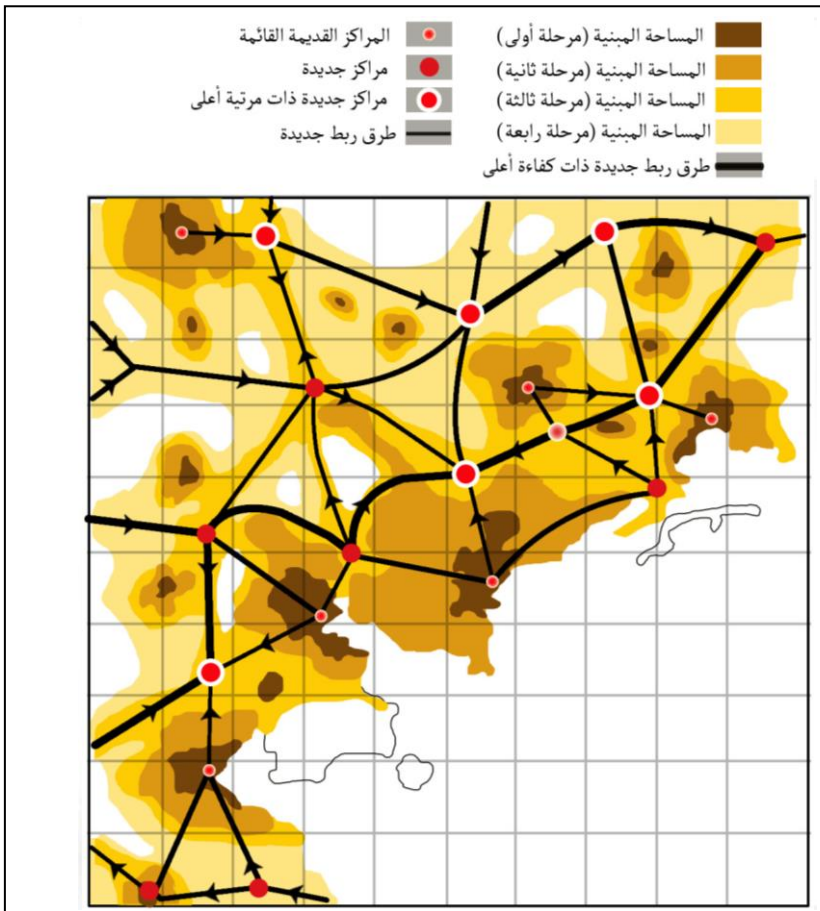 المساحة المبنية (مرحلة أولى)
المساحة المبنية (مرحلة ثانية)
المساحة المبنية (مرحلة ثالثة)
المساحة المبنية (مرحلة رابعة)
طرق ربط جديدة ذات كفاءة أعلى
المراكز القديمة القائمة
مراكز جديدة
مراكز جديدة ذات مرتبة أعلى
طرق ربط جديدة